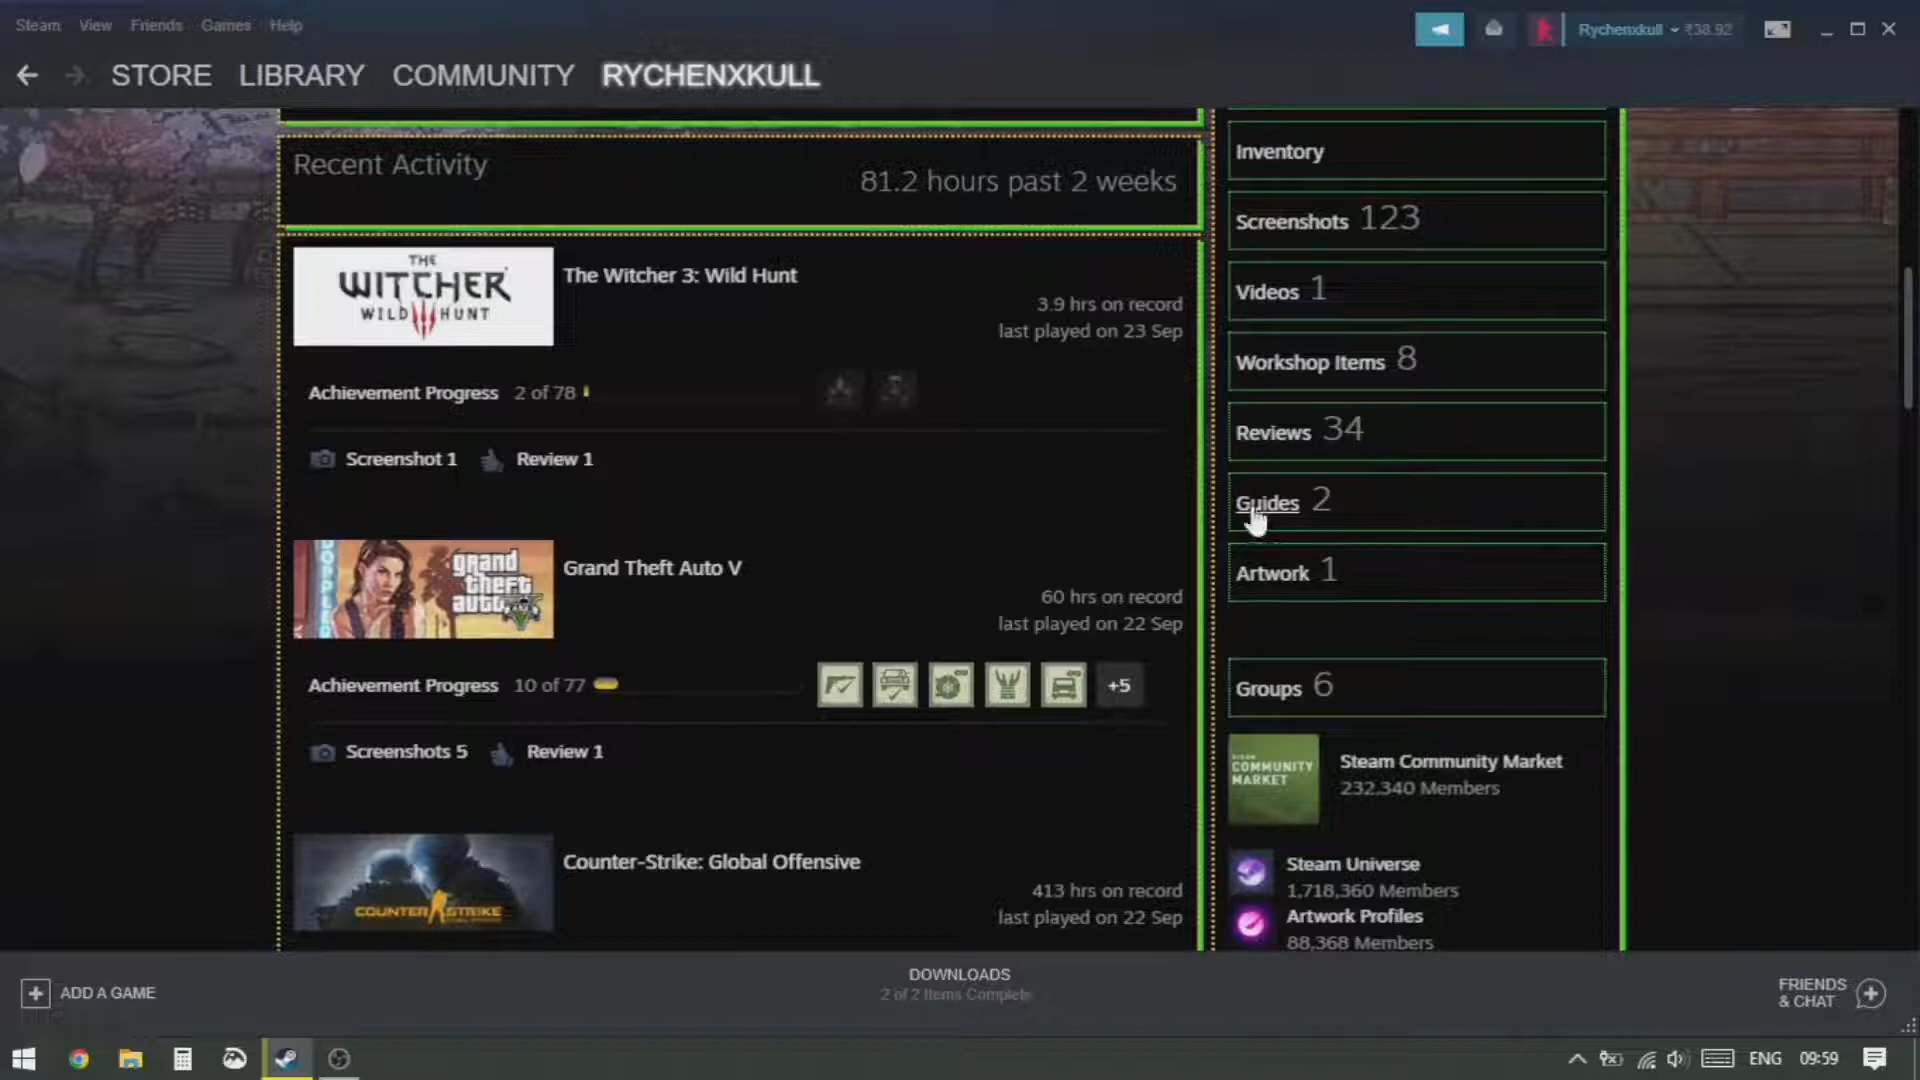 Steam View Friends Games Help
Rychenxkull ₹38.92
STORE LIBRARY COMMUNITY RYCHENXKULL
Recent Activity
81.2 hours past 2 weeks
THE
WITCHER
WILD HUNT
The Witcher 3: Wild Hunt
3.9 hrs on record
last played on 23 Sep
Achievement Progress 2 of 78
Screenshot 1 Review 1
grand
theft
auto
Grand Theft Auto V
60 hrs on record
last played on 22 Sep
Achievement Progress 10 of 77
+5
Screenshots 5 Review 1
COUNTER STRIKE
Counter-Strike: Global Offensive
413 hrs on record
last played on 22 Sep
Inventory
Screenshots 123
Videos 1
Workshop Items 8
Reviews 34
Guides 2
Artwork 1
Groups 6
COMMUNITY
MARKET
Steam Community Market
232,340 Members
Steam Universe
1,718,360 Members
Artwork Profiles
88,368 Members
ADD A GAME
DOWNLOADS
2 of 2 Items Complete
FRIENDS
& CHAT
ENG 09:59